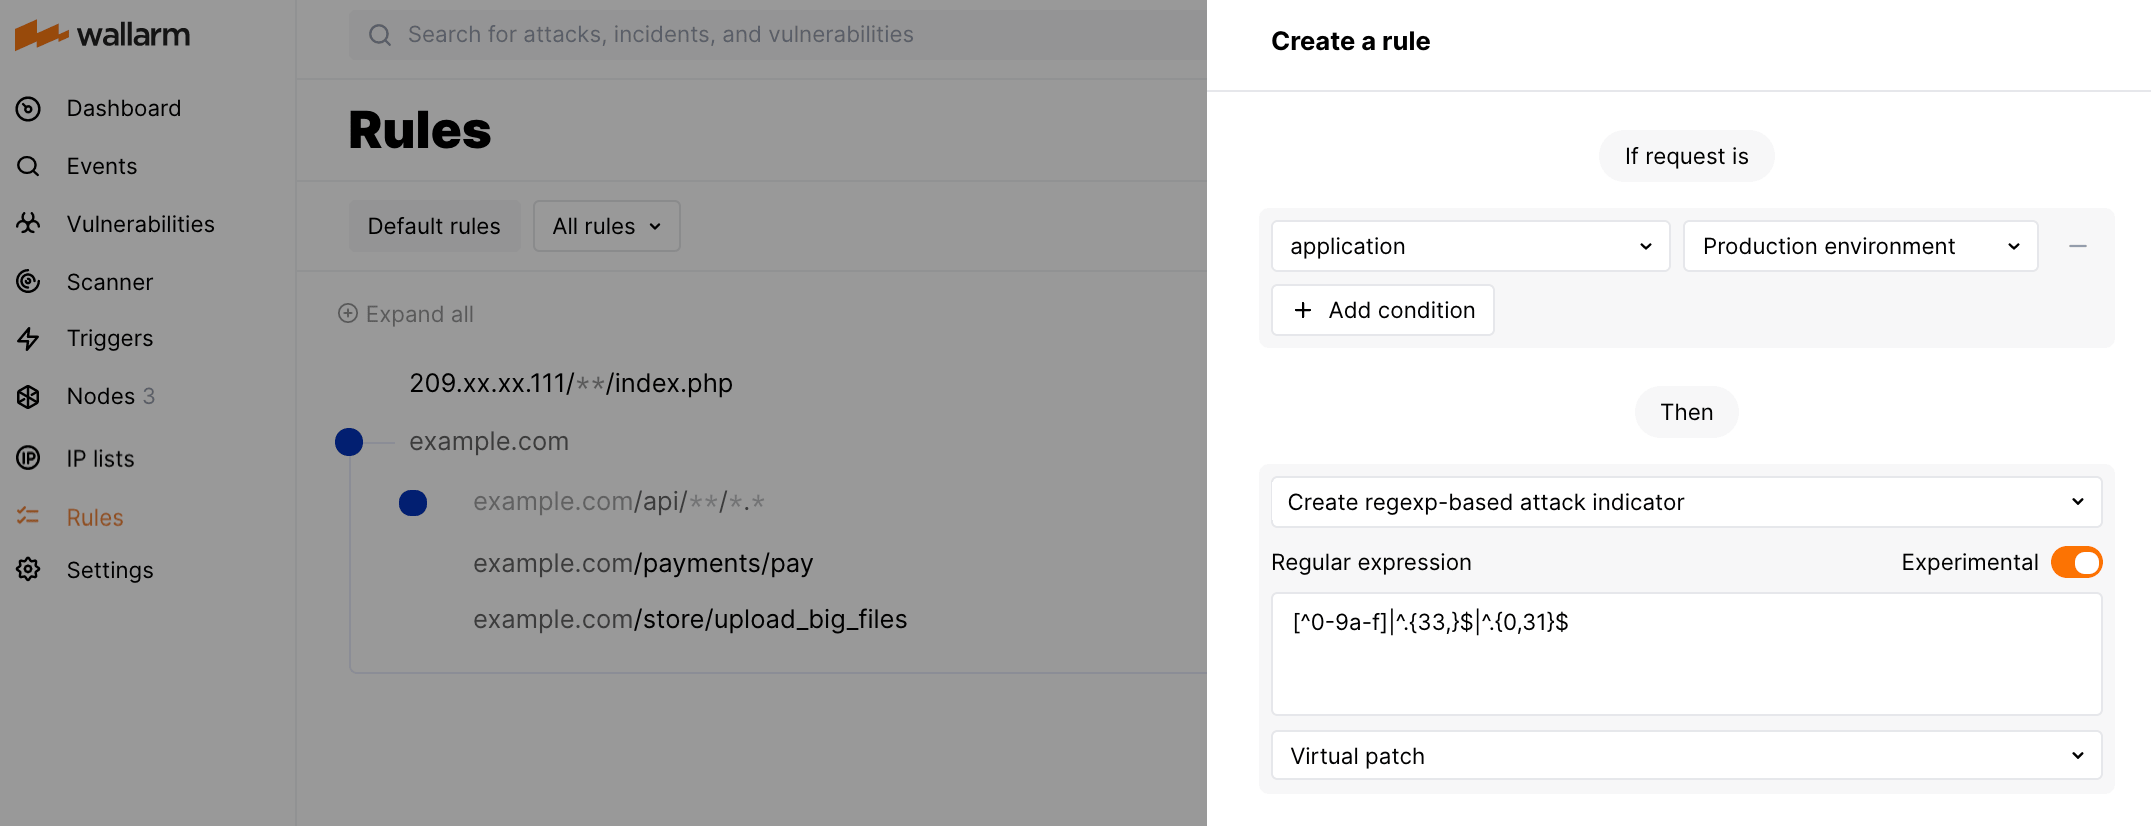 wallarm
Search for attacks, incidents, and vulnerabilities
Dashboard
Events
Vulnerabilities
Scanner
Triggers
Nodes 3
IP lists
Rules
Settings
Rules
Default rules
All rules
Expand all
209.xx.xx.111/**/index.php
example.com
example.com/api/**/*.*
example.com/payments/pay
example.com/store/upload_big_files
Create a rule
If request is
application
Production environment
+ Add condition
Then
Create regexp-based attack indicator
Regular expression
Experimental
[^0-9a-f]|^.{33,}$|^.{0,31}$
Virtual patch